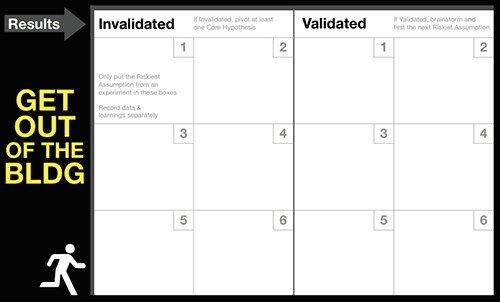 Results
Invalidated
If Invalidated, pivot at least
one Core Hypothesis
Validated
If Validated, brainstorm and
test the next Riskiet Assumption
1
2
1
2
Only put the Riskiest
Assumption from an
experiment in these boxes
Record data &
learnings separately
GET
OUT
OF THE
BLDG
3
4
3
4
5
6
5
6